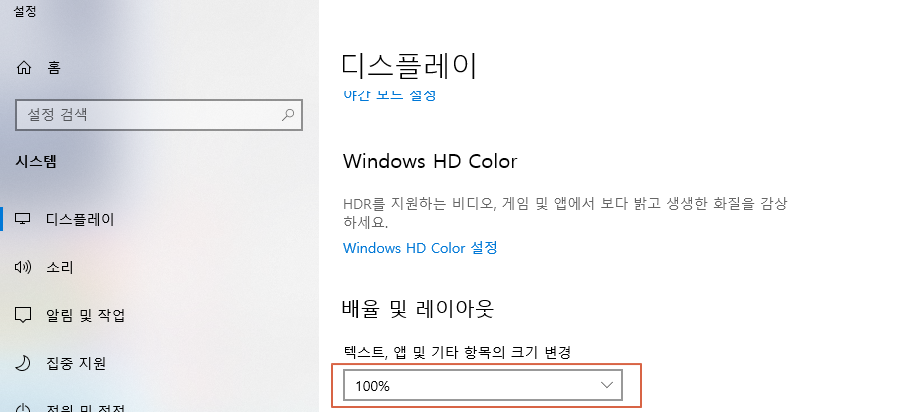 설정
홈
설정 검색
시스템
디스플레이
소리
알림 및 작업
집중 지원
전원 및 절전
디스플레이
야간 모드 설정
Windows HD Color
HDR를 지원하는 비디오, 게임 및 앱에서 보다 밝고 생생한 화질을 감상
하세요.
Windows HD Color 설정
배율 및 레이아웃
텍스트, 앱 및 기타 항목의 크기 변경
100%